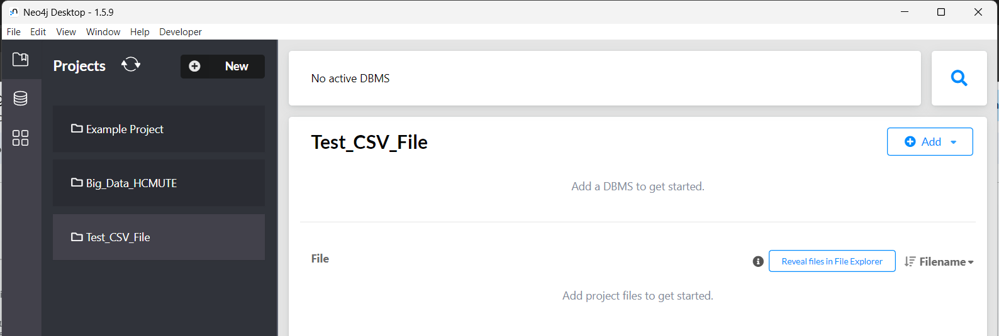 Neo4j Desktop - 1.5.9
File Edit View Window Help Developer
Projects
New
Example Project
Big_Data_HCMUTE
Test_CSV_File
No active DBMS
Test_CSV_File
Add
Add a DBMS to get started.
File
Reveal files in File Explorer
Filename
Add project files to get started.